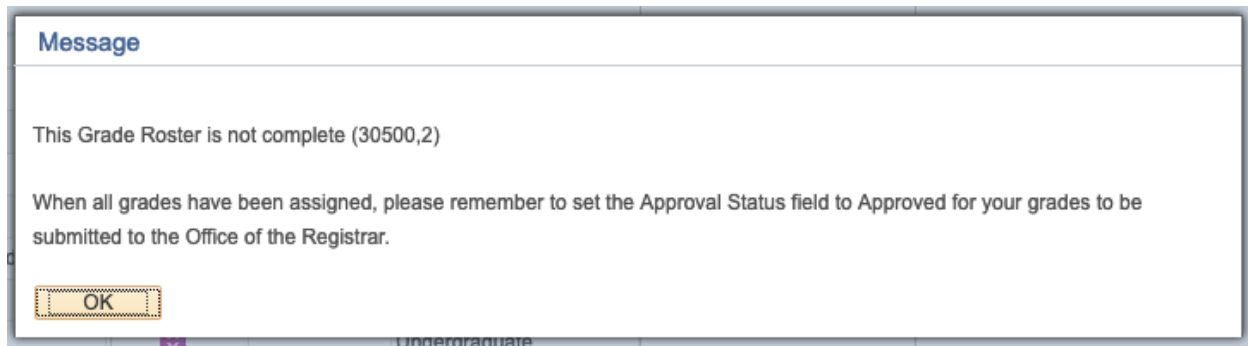 Message
This Grade Roster is not complete (30500,2)
When all grades have been assigned, please remember to set the Approval Status field to Approved for your grades to be
submitted to the Office of the Registrar.
OK
Undergraduate